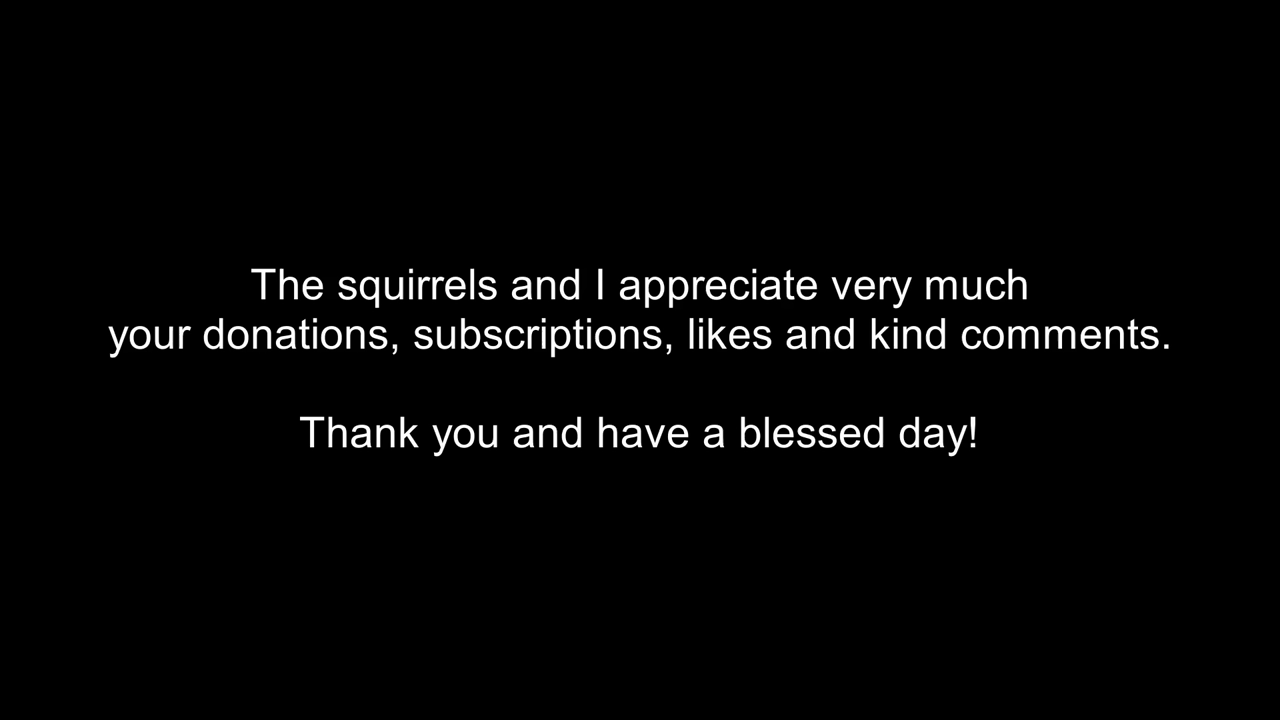 The squirrels and I appreciate very much
your donations, subscriptions, likes and kind comments.
Thank you and have a blessed day!